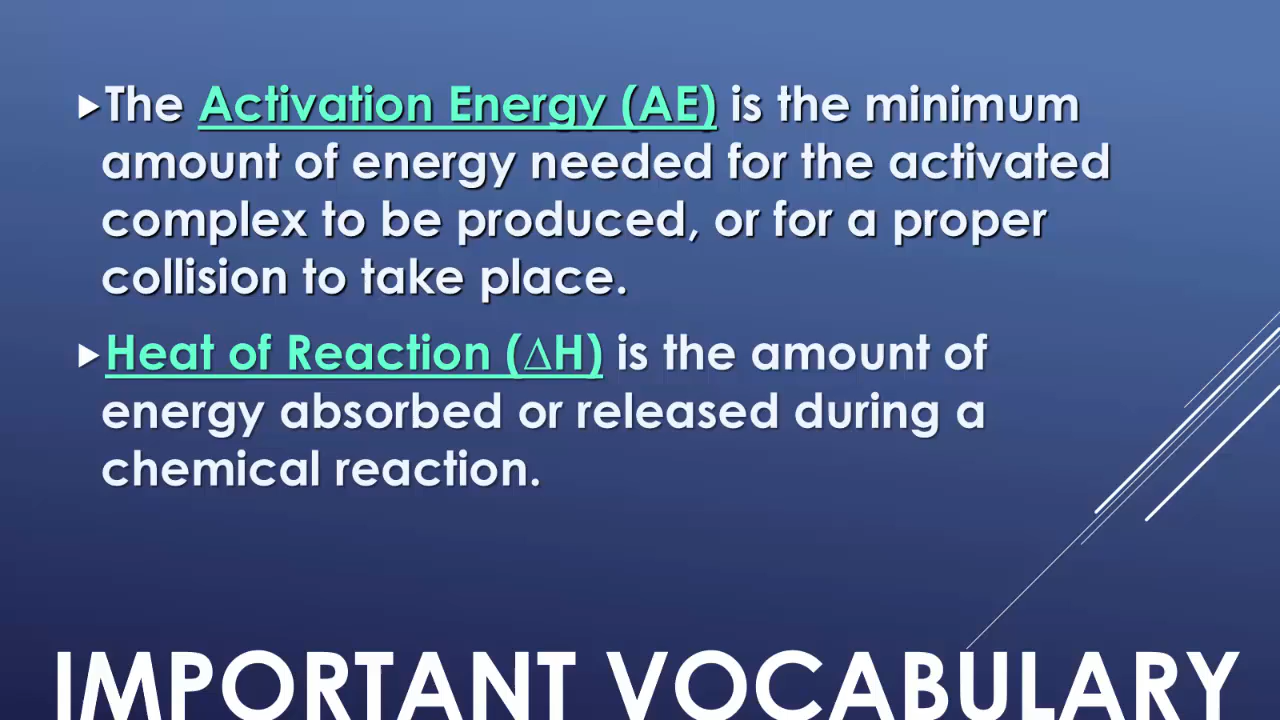 The Activation Energy (AE) is the minimum
amount of energy needed for the activated
complex to be produced, or for a proper
collision to take place.
Heat of Reaction (∆H) is the amount of
energy absorbed or released during a
chemical reaction.
IMPORTANT VOCABULARY